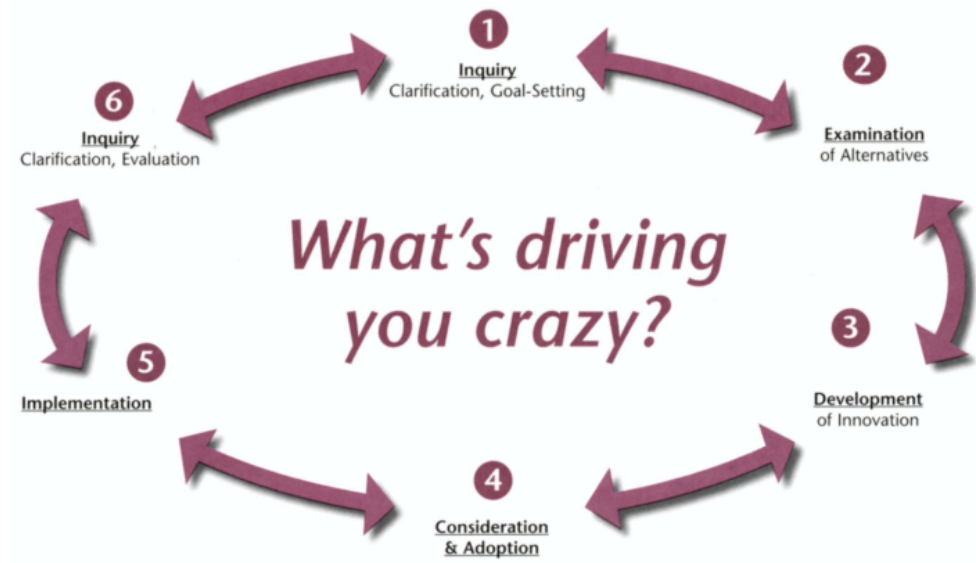 1
Inquiry
Clarification, Goal-Setting
2
Examination
of Alternatives
3
Development
of Innovation
4
Consideration
& Adoption
5
Implementation
6
Inquiry
Clarification, Evaluation
What's driving
you crazy?